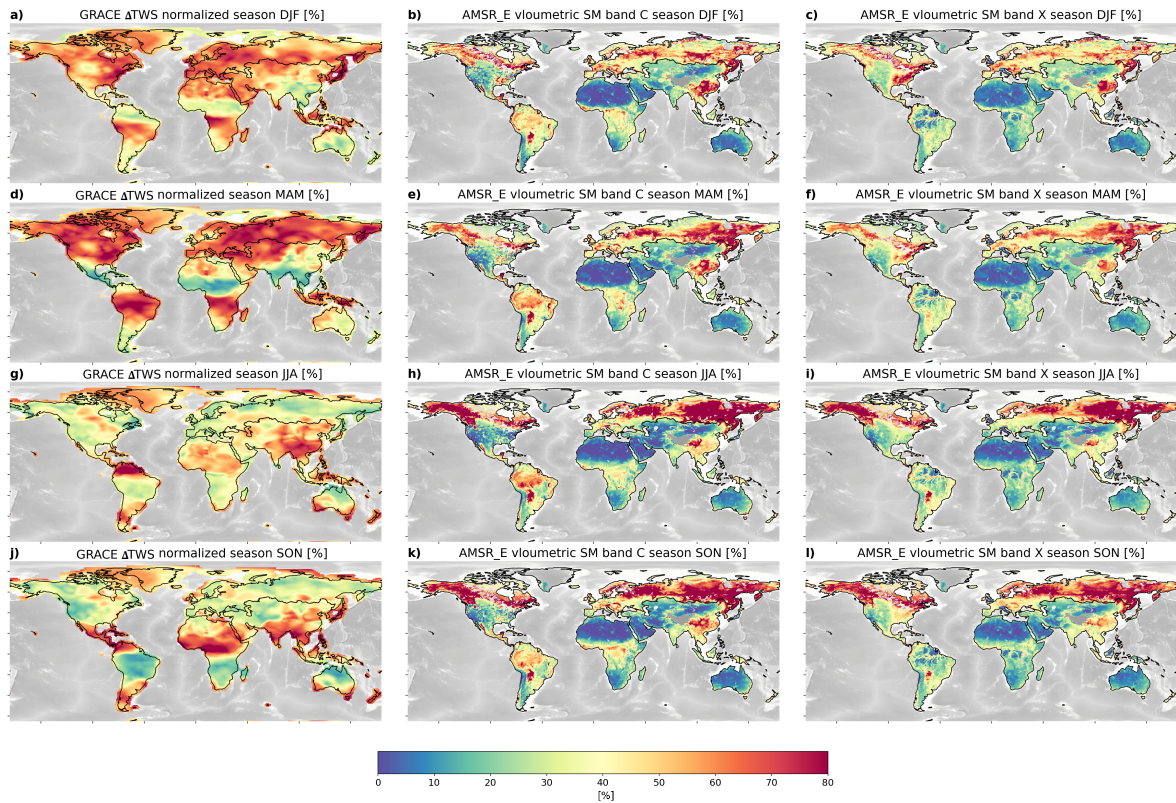 a) GRACE ΔTWS normalized season DJF [%]
b) AMSR_E vloumetric SM band C season DJF [%]
c) AMSR_E vloumetric SM band X season DJF [%]
d) GRACE ΔTWS normalized season MAM [%]
e) AMSR_E vloumetric SM band C season MAM [%]
f) AMSR_E vloumetric SM band X season MAM [%]
g) GRACE ΔTWS normalized season JJA [%]
h) AMSR_E vloumetric SM band C season JJA [%]
i) AMSR_E vloumetric SM band X season JJA [%]
j) GRACE ΔTWS normalized season SON [%]
k) AMSR_E vloumetric SM band C season SON [%]
l) AMSR_E vloumetric SM band X season SON [%]
0 10 20 30 40 50 60 70 80
[%]